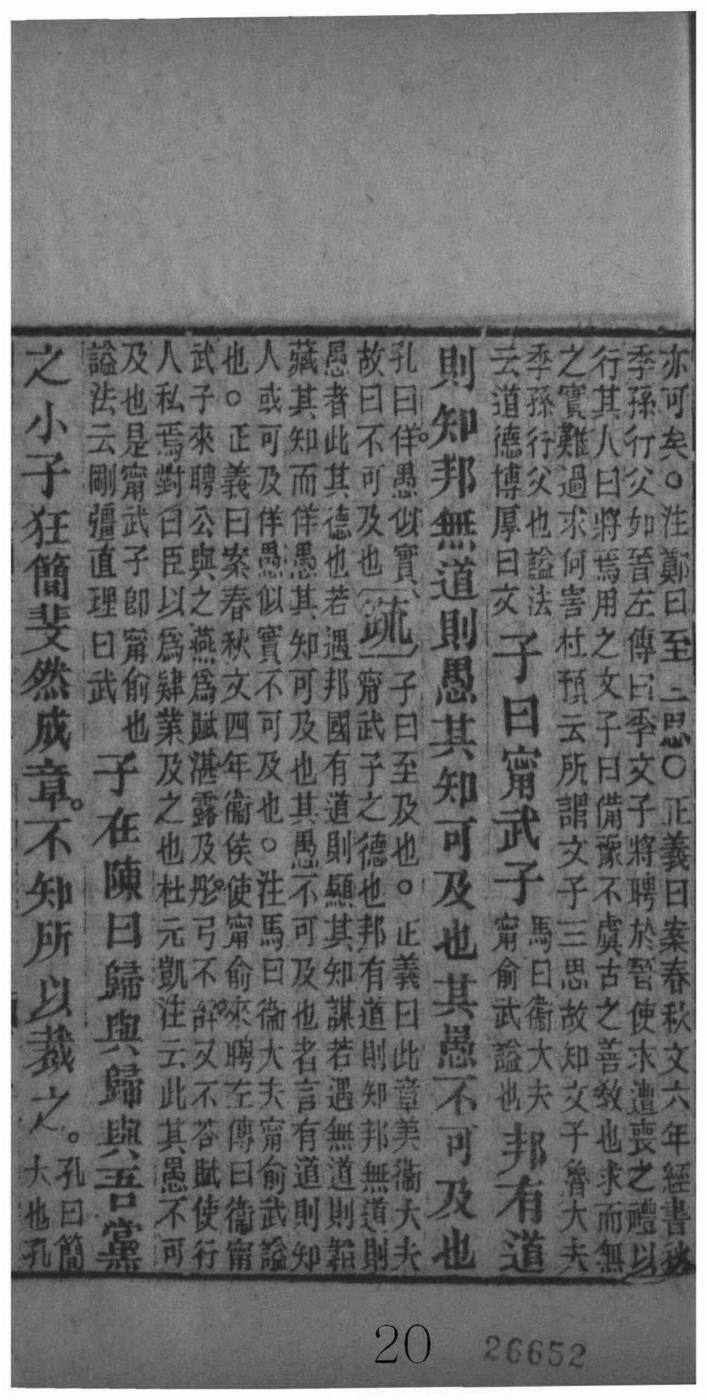 亦可矣○注鄭曰至三思○正義曰案春秋文六年經書秋
季孫行父如晉左傳曰季文子將聘於晉使求遭喪之禮以
行其人曰將焉用之文子曰備豫不虞古之善敎也求而無
之實難過求何害杜預云所謂文子三思故知文子魯大夫
季孫行父也謚法
云道德博厚曰文
子曰甯武子
馬曰衞大夫
甯俞武謚也
邦有道
則知邦無道則愚其知可及也其愚不可及也
孔曰佯愚似實
故曰不可及也
疏
子曰至及也○正義曰此章美衞大夫
甯武子之德也邦有道則知邦無道則
愚者此其德也若遇邦國有道則顯其知謀若遇無道則韜
藏其知而佯愚其知可及也其愚不可及也者言有道則知
人或可及佯愚似實不可及也○注馬曰衞大夫甯俞武謚
也○正義曰案春秋文四年衞侯使甯俞來聘左傳曰衞甯
武子來聘公與之燕爲賦湛露及彤弓不辭又不荅賦使行
人私焉對曰臣以爲肄業及之也杜元凱注云此其愚不可
及也是甯武子卽甯俞也
謚法云剛彊直理曰武
子在陳曰歸與歸與吾黨
之小子狂簡斐然成章不知所以裁之
孔曰簡
大也孔
20
26652